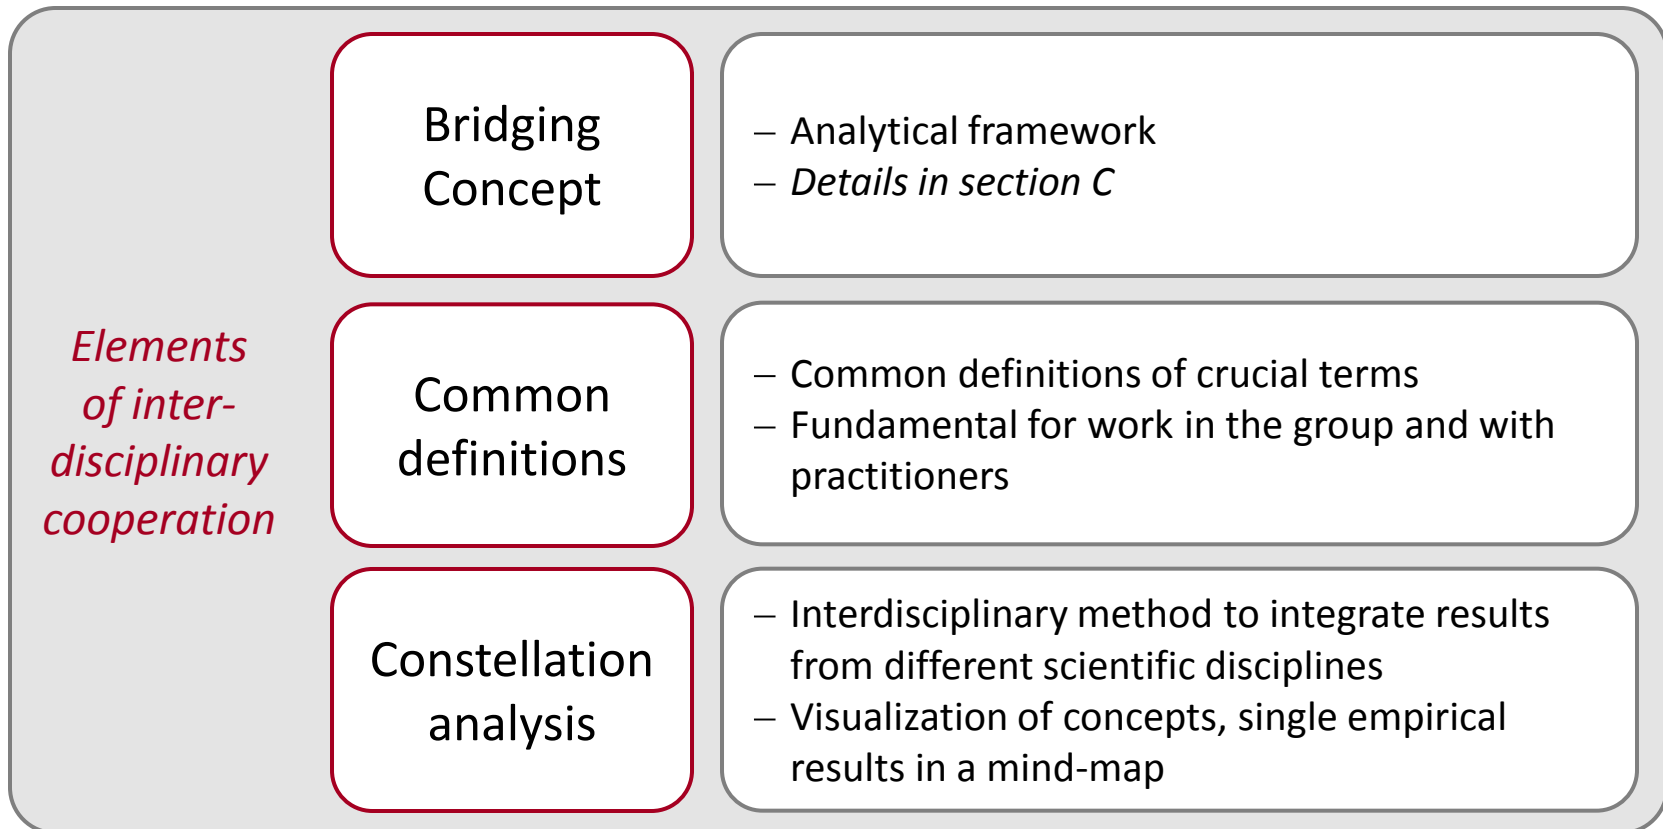 Elements
of inter-
disciplinary
cooperation
Bridging
Concept
– Analytical framework
– Details in section C
Common
definitions
– Common definitions of crucial terms
– Fundamental for work in the group and with
practitioners
Constellation
analysis
– Interdisciplinary method to integrate results
from different scientific disciplines
– Visualization of concepts, single empirical
results in a mind-map